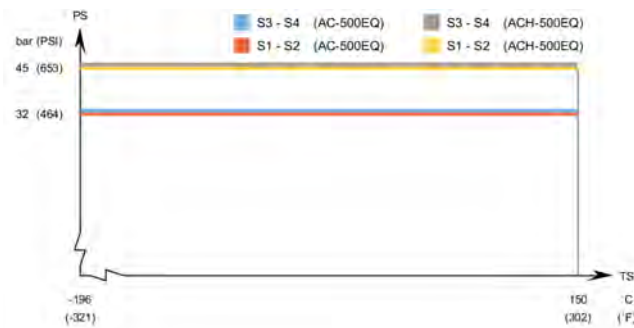 PS
S3 - S4 (AC-500EQ) S3 - S4 (ACH-500EQ)
bar (PSI) S1 - S2 (AC-500EQ) S1 - S2 (ACH-500EQ)
45 (653)
32 (464)
TS
-196 150 C
(-321) (302) (°F)